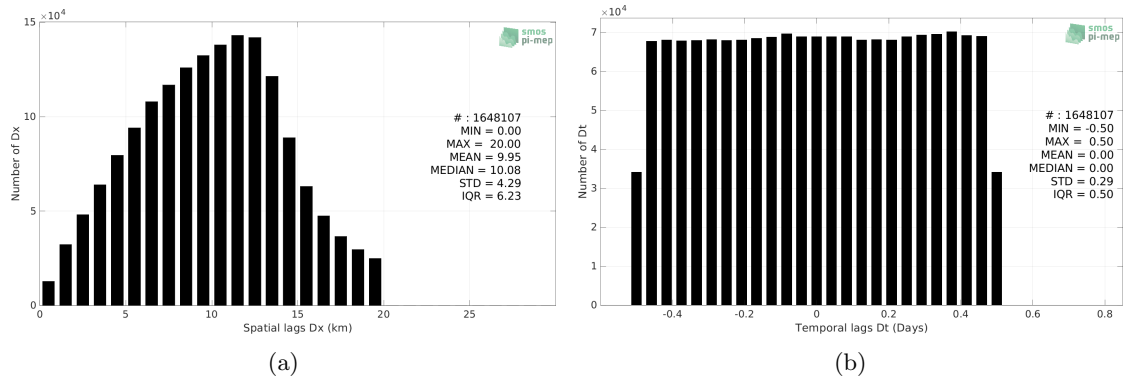 ×10⁴
15
10
5
0
0 5 10 15 20 25
Number of Dx
Spatial lags Dx (km)
smos
pi-mep
# : 1648107
MIN = 0.00
MAX = 20.00
MEAN = 9.95
MEDIAN = 10.08
STD = 4.29
IQR = 6.23
(a)
×10⁴
7
6
5
4
3
2
1
0
-0.4 -0.2 0 0.2 0.4 0.6 0.8
Number of Dt
Temporal lags Dt (Days)
smos
pi-mep
# : 1648107
MIN = -0.50
MAX = 0.50
MEAN = 0.00
MEDIAN = 0.00
STD = 0.29
IQR = 0.50
(b)